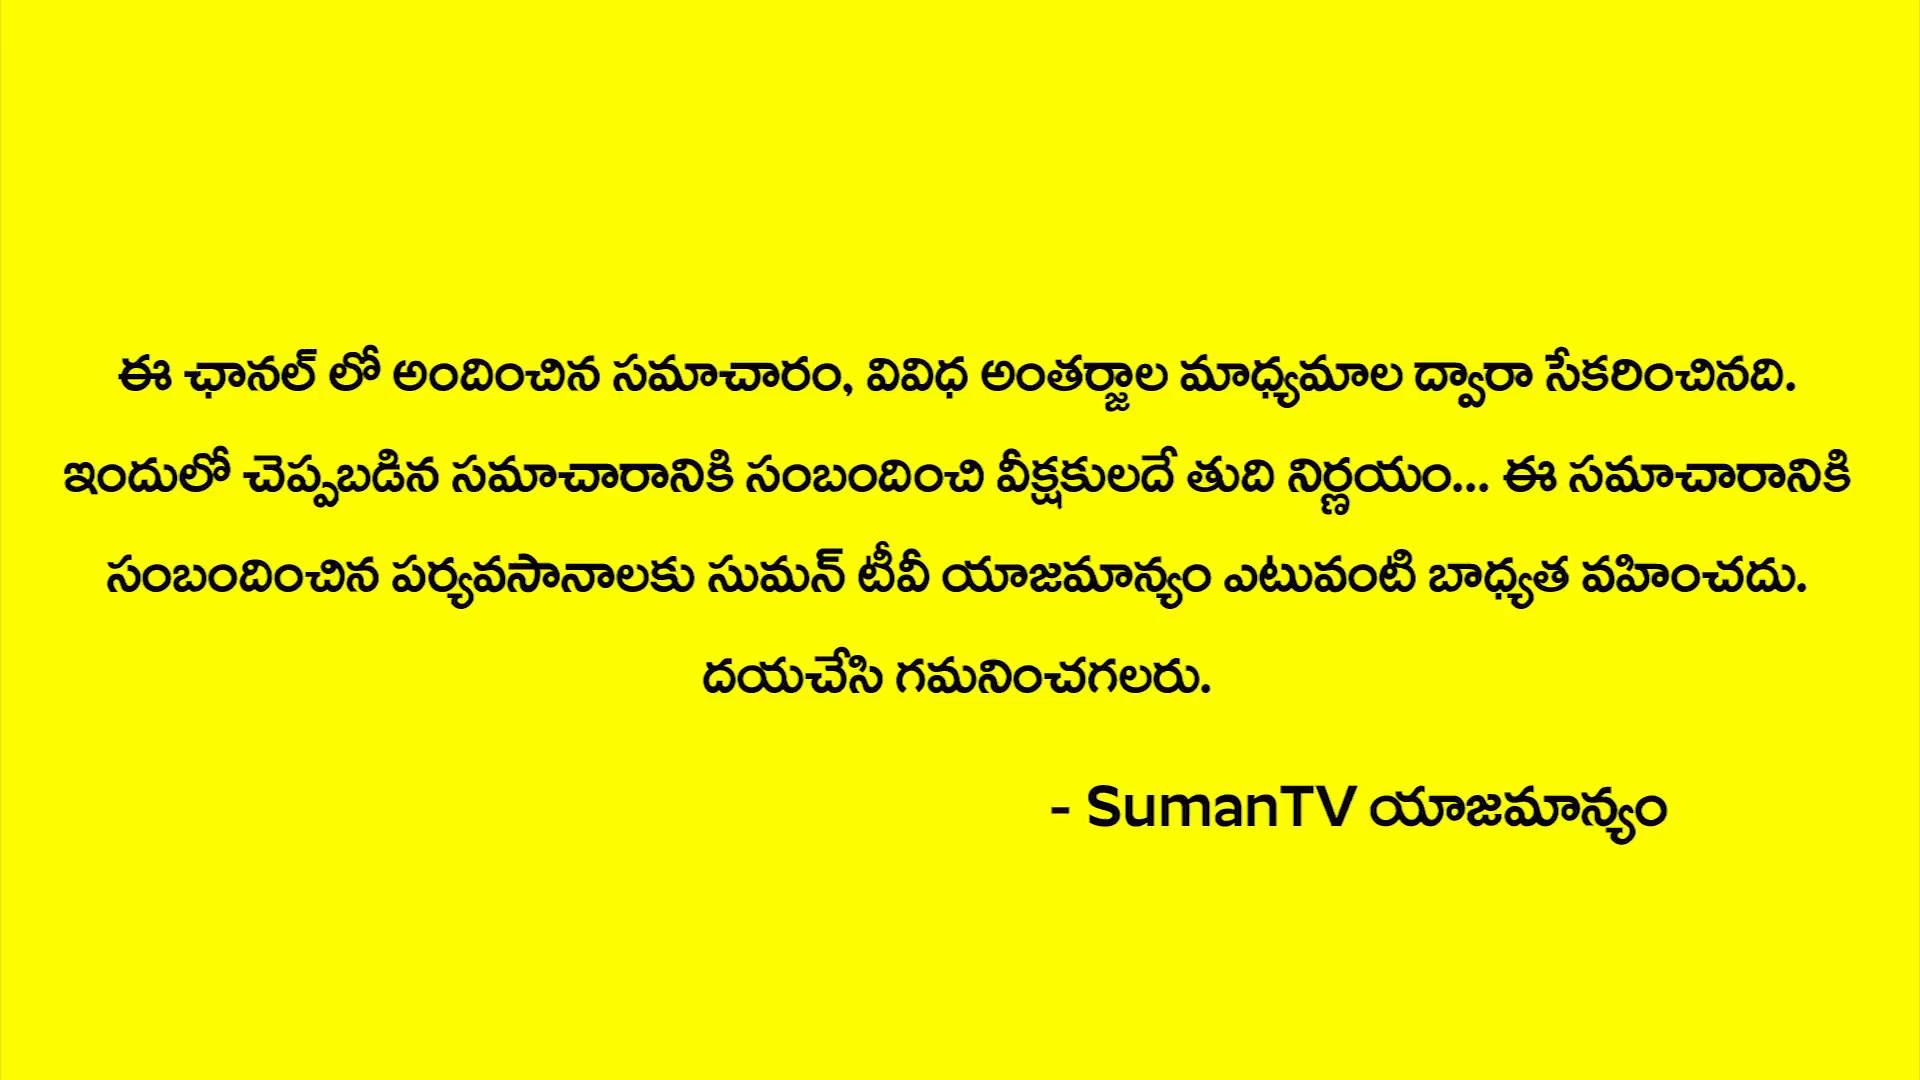 ఈ ఛానల్ లో అందించిన సమాచారం, వివిధ అంతర్జాల మాధ్యమాల ద్వారా సేకరించినది.
ఇందులో చెప్పబడిన సమాచారానికి సంబందించి వీక్షకులదే తుది నిర్ణయం... ఈ సమాచారానికి
సంబందించిన పర్యవసానాలకు సుమన్ టీవీ యాజమాన్యం ఎటువంటి బాధ్యత వహించదు.
దయచేసి గమనించగలరు.
- SumanTV యాజమాన్యం